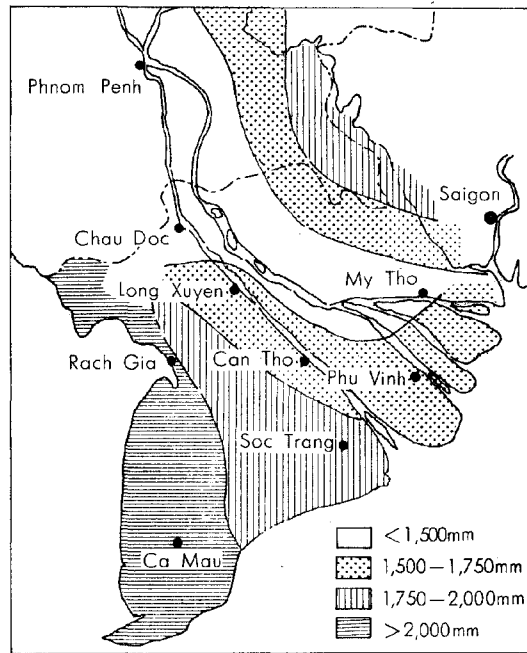 Phnom Penh
Saigon
Chau Doc
My Tho
Long Xuyen
Rach Gia
Can Tho
Phu Vinh
Soc Trang
Ca Mau
<1,500mm
1,500–1,750mm
1,750–2,000mm
>2,000mm